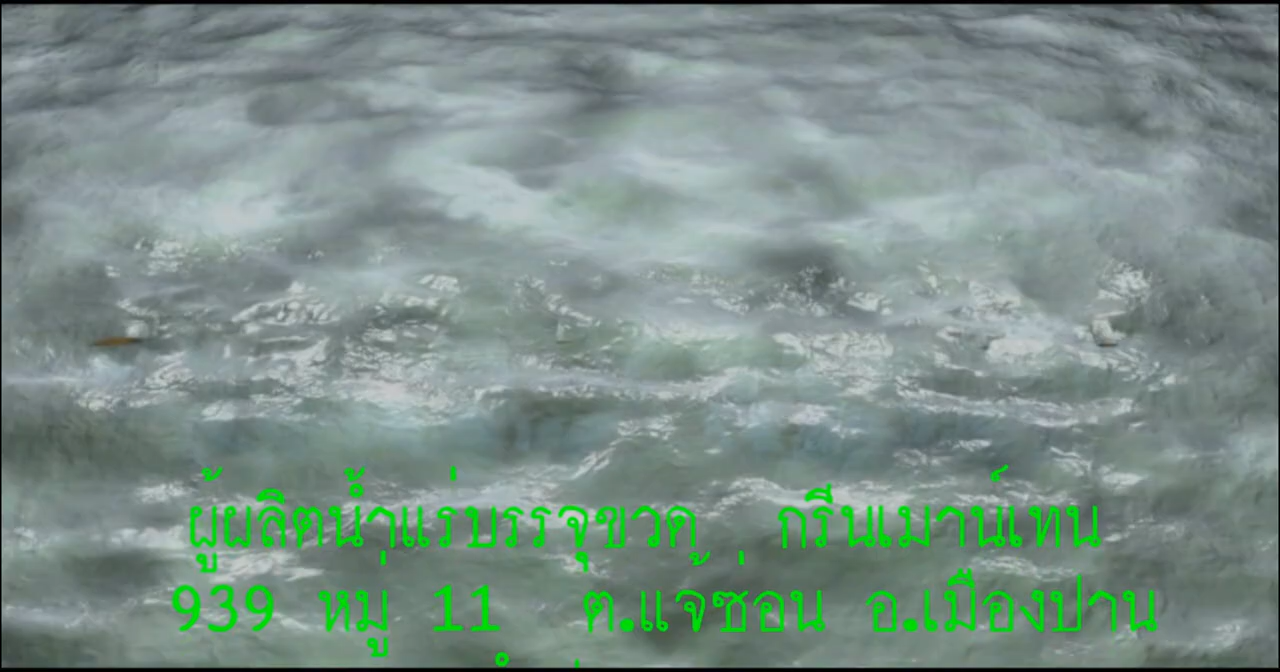 ผู้ผลิตน้ำแร่บรรจุขวด กรีนเมาน์เทน
939 หมู่ 11 ต.แจ้ซ่อน อ.เมืองปาน